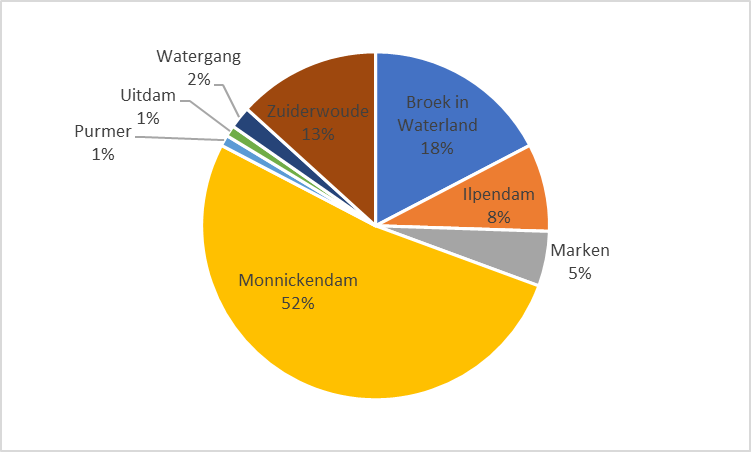 Watergang
2%
Uitdam
1%
Purmer
1%
Zuiderwoude
13%
Broek in
Waterland
18%
Ilpendam
8%
Marken
5%
Monnickendam
52%